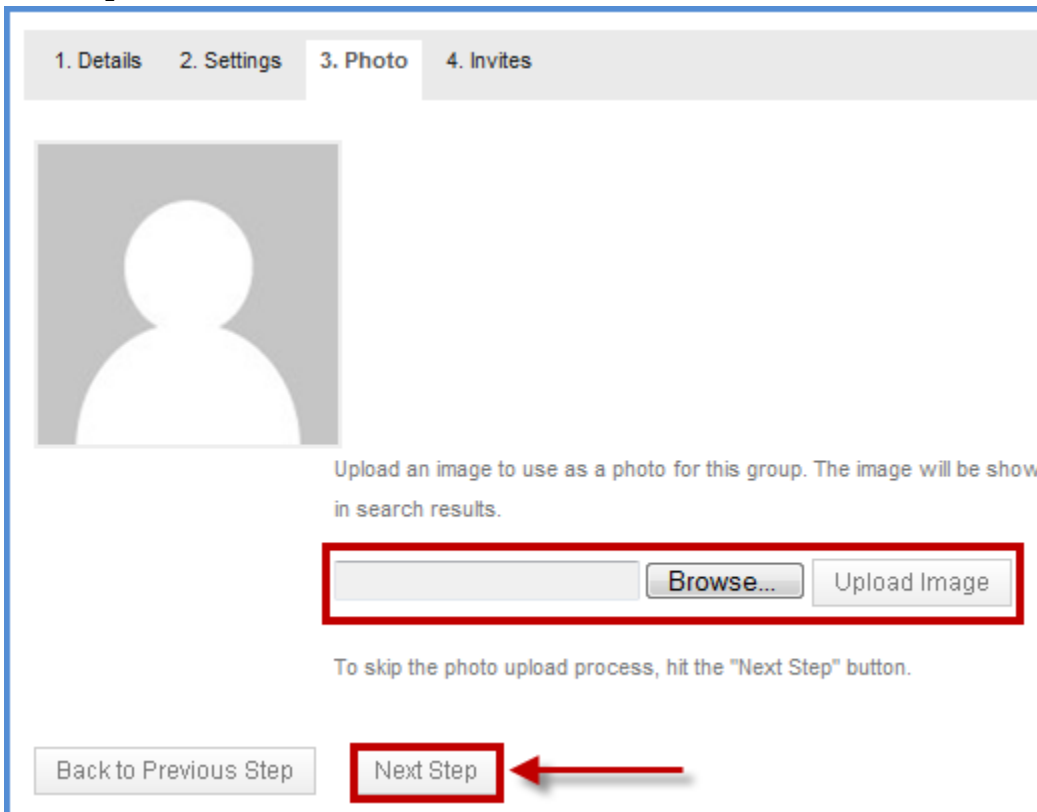 1. Details 2. Settings 3. Photo 4. Invites
Upload an image to use as a photo for this group. The image will be
in search results.
Browse... Upload Image
To skip the photo upload process, hit the "Next Step" button.
Back to Previous Step Next Step